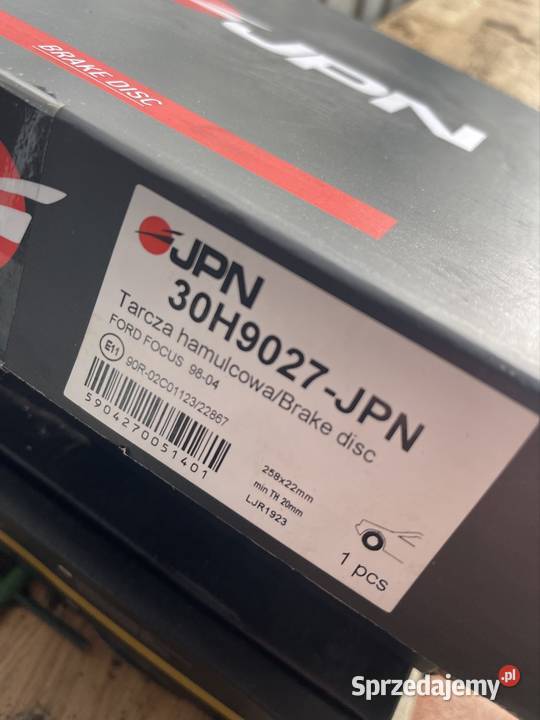 JPN
BRAKE DISC
JPN
30H9027-JPN
Tarcza hamulcowa/Brake disc
FORD FOCUS 98-04
E11 90R-02C01123/22867
5904270051401
258x22mm
min TH 20mm
LJR1923
1 pcs
Sprzedajemy.pl